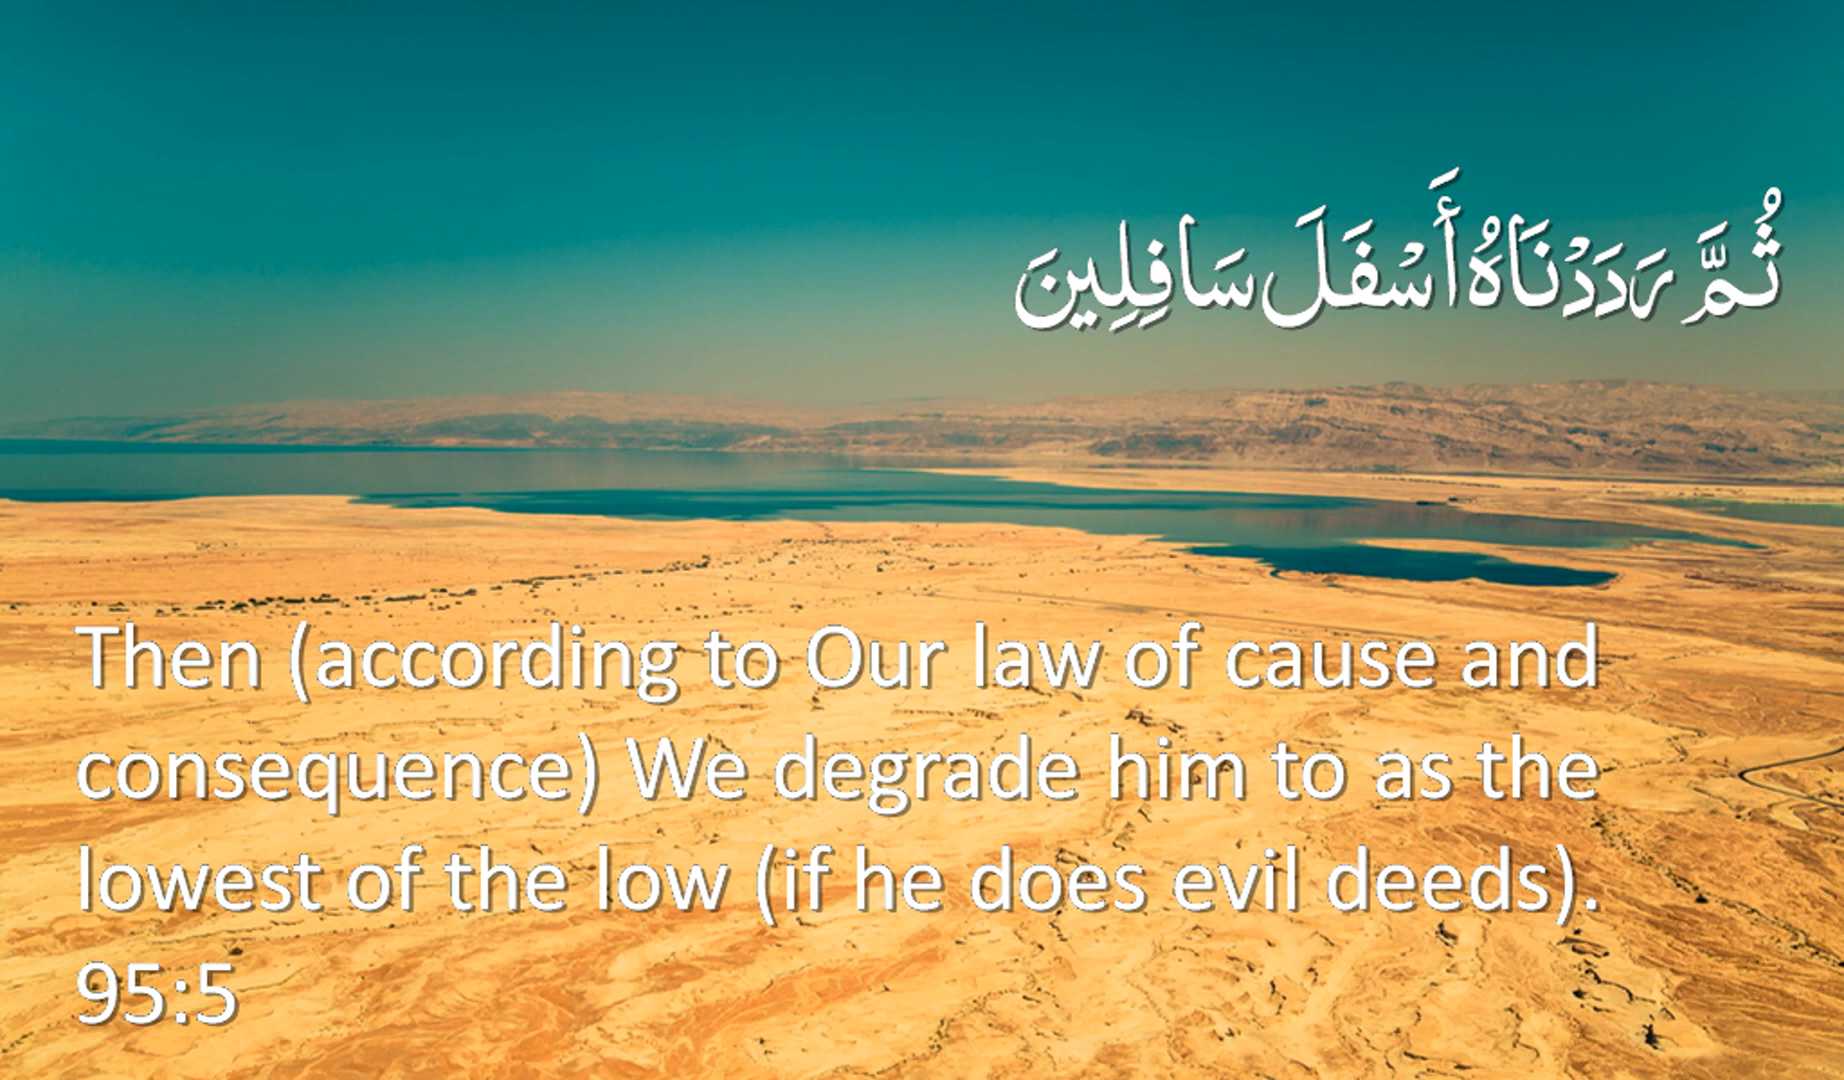 ثُمَّ رَدَدْنَاهُ أَسْفَلَ سَافِلِينَ
Then (according to Our law of cause and
consequence) We degrade him to as the
lowest of the low (if he does evil deeds).
95:5